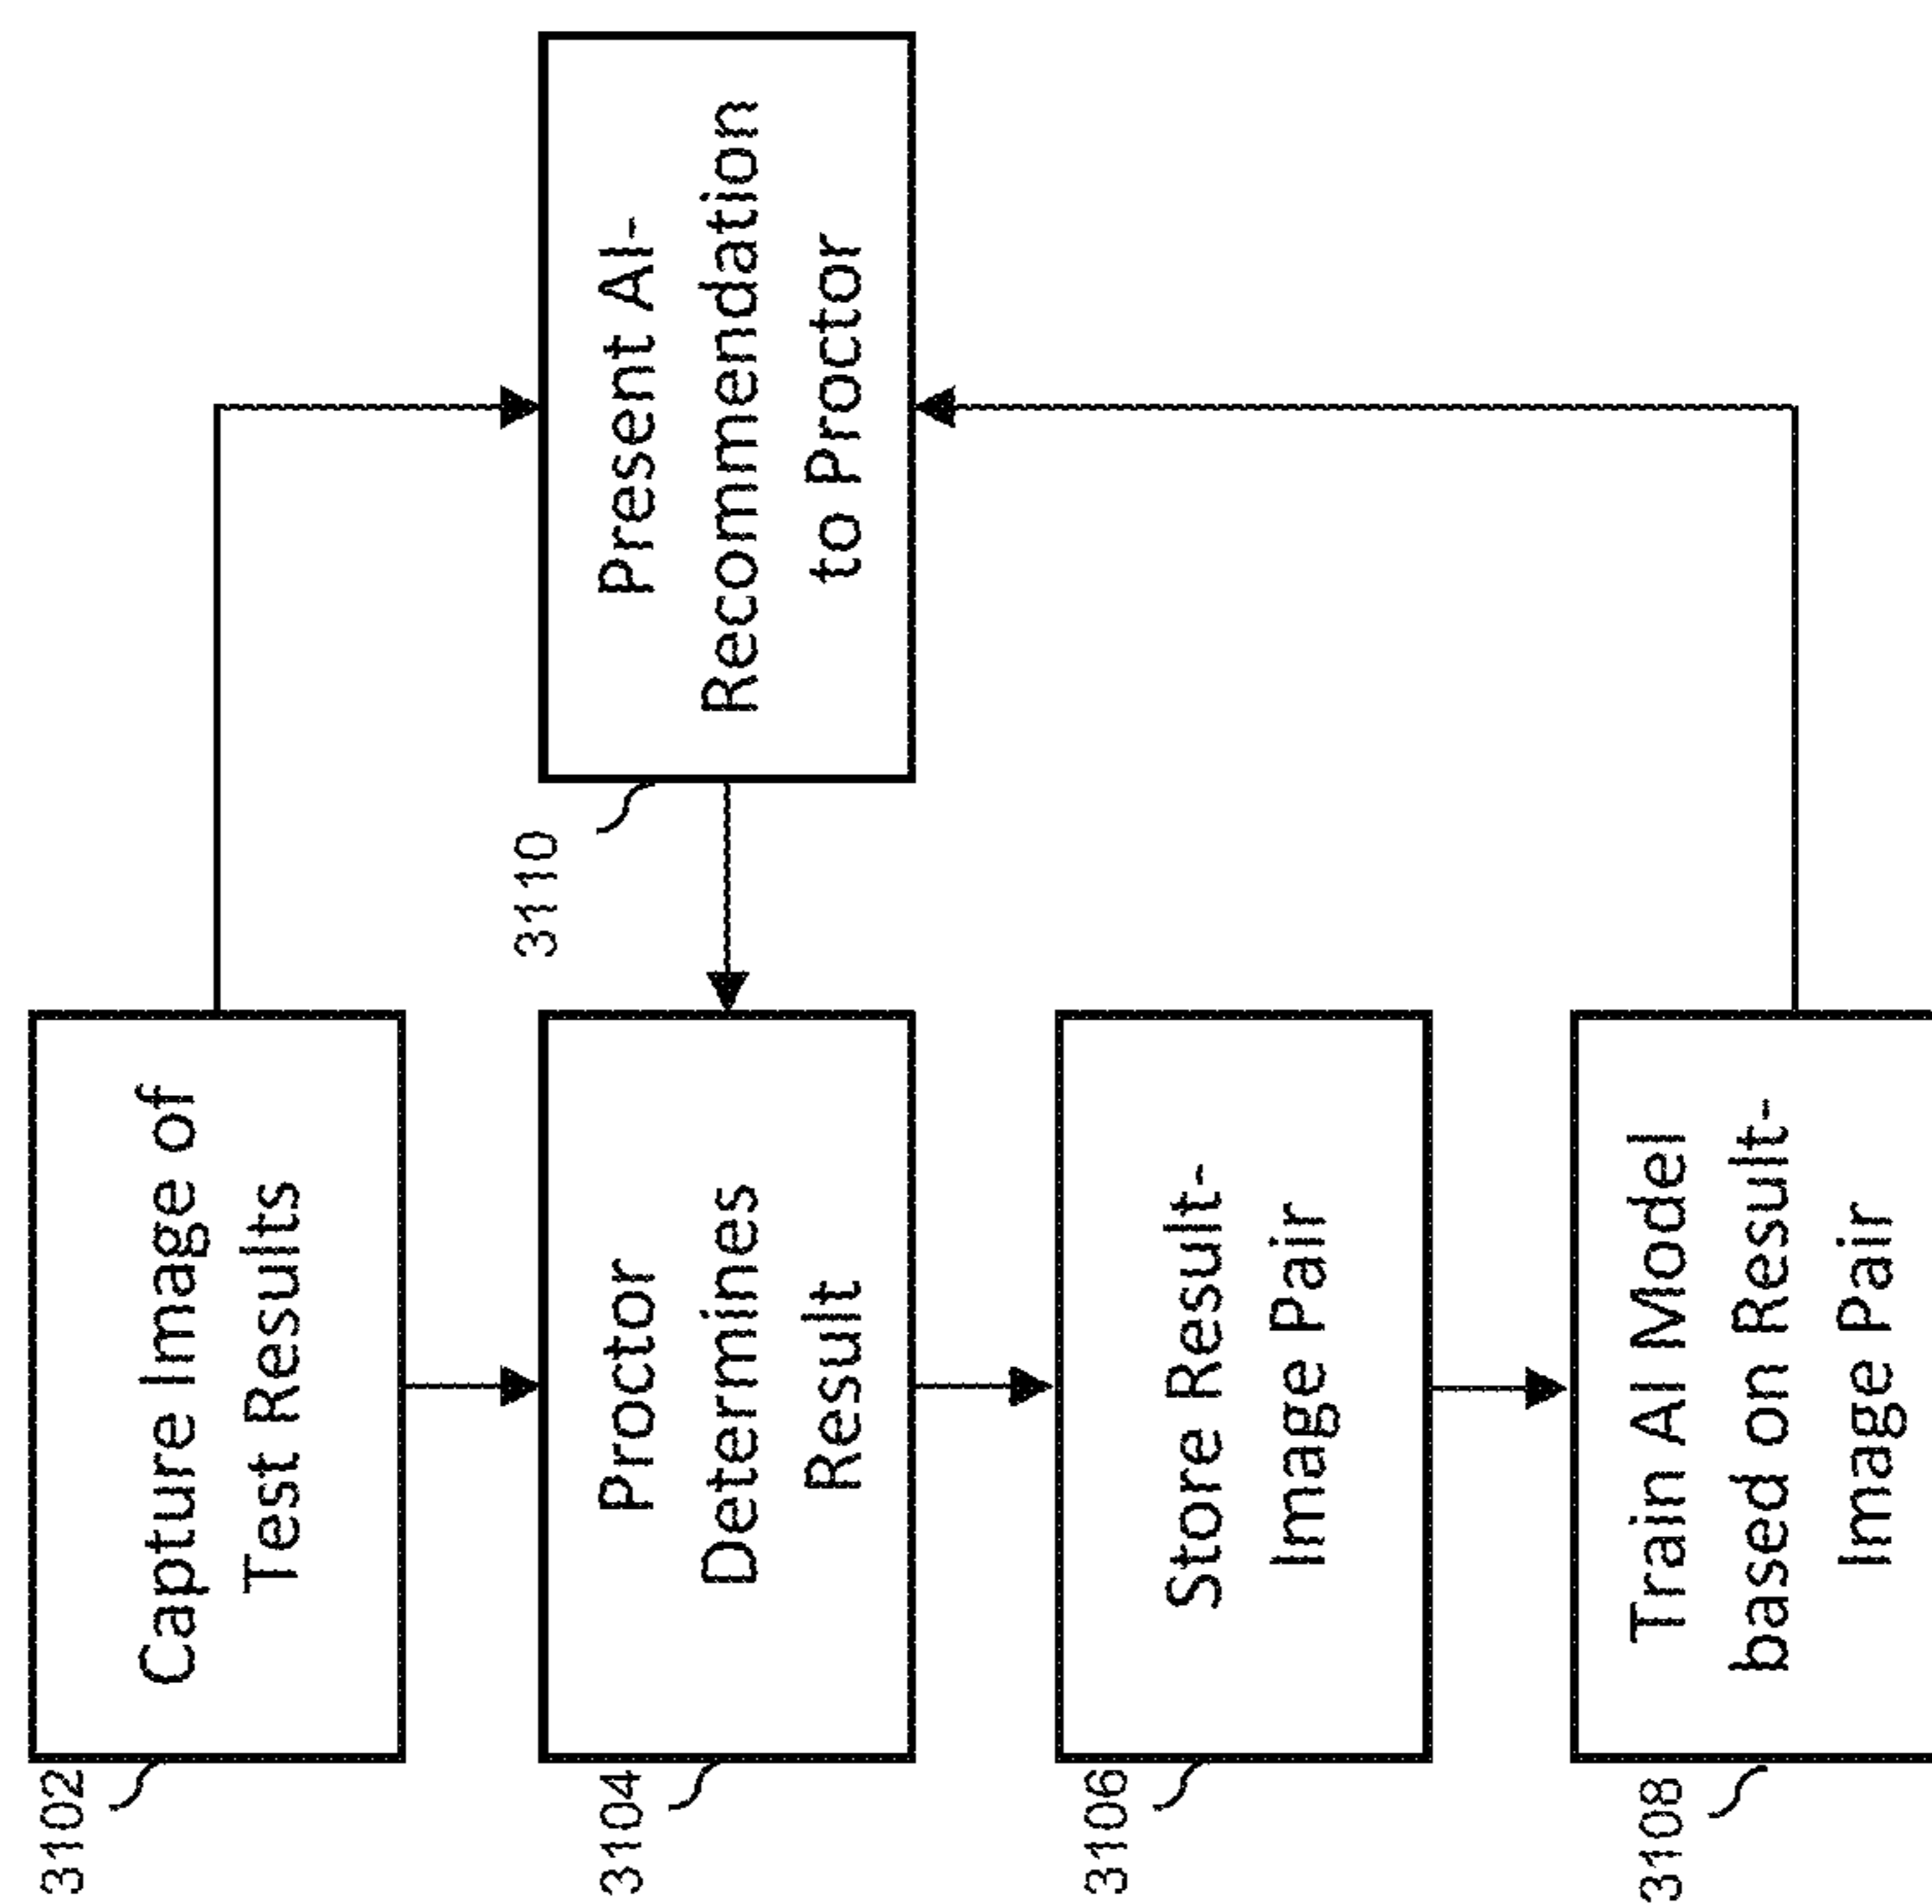 3102
Capture Image of
Test Results
3104
Proctor
Determines
Result
3106
Store Result-
Image Pair
3108
Train AI Model
based on Result-
Image Pair
3110
Present AI-
Recommendation
to Proctor